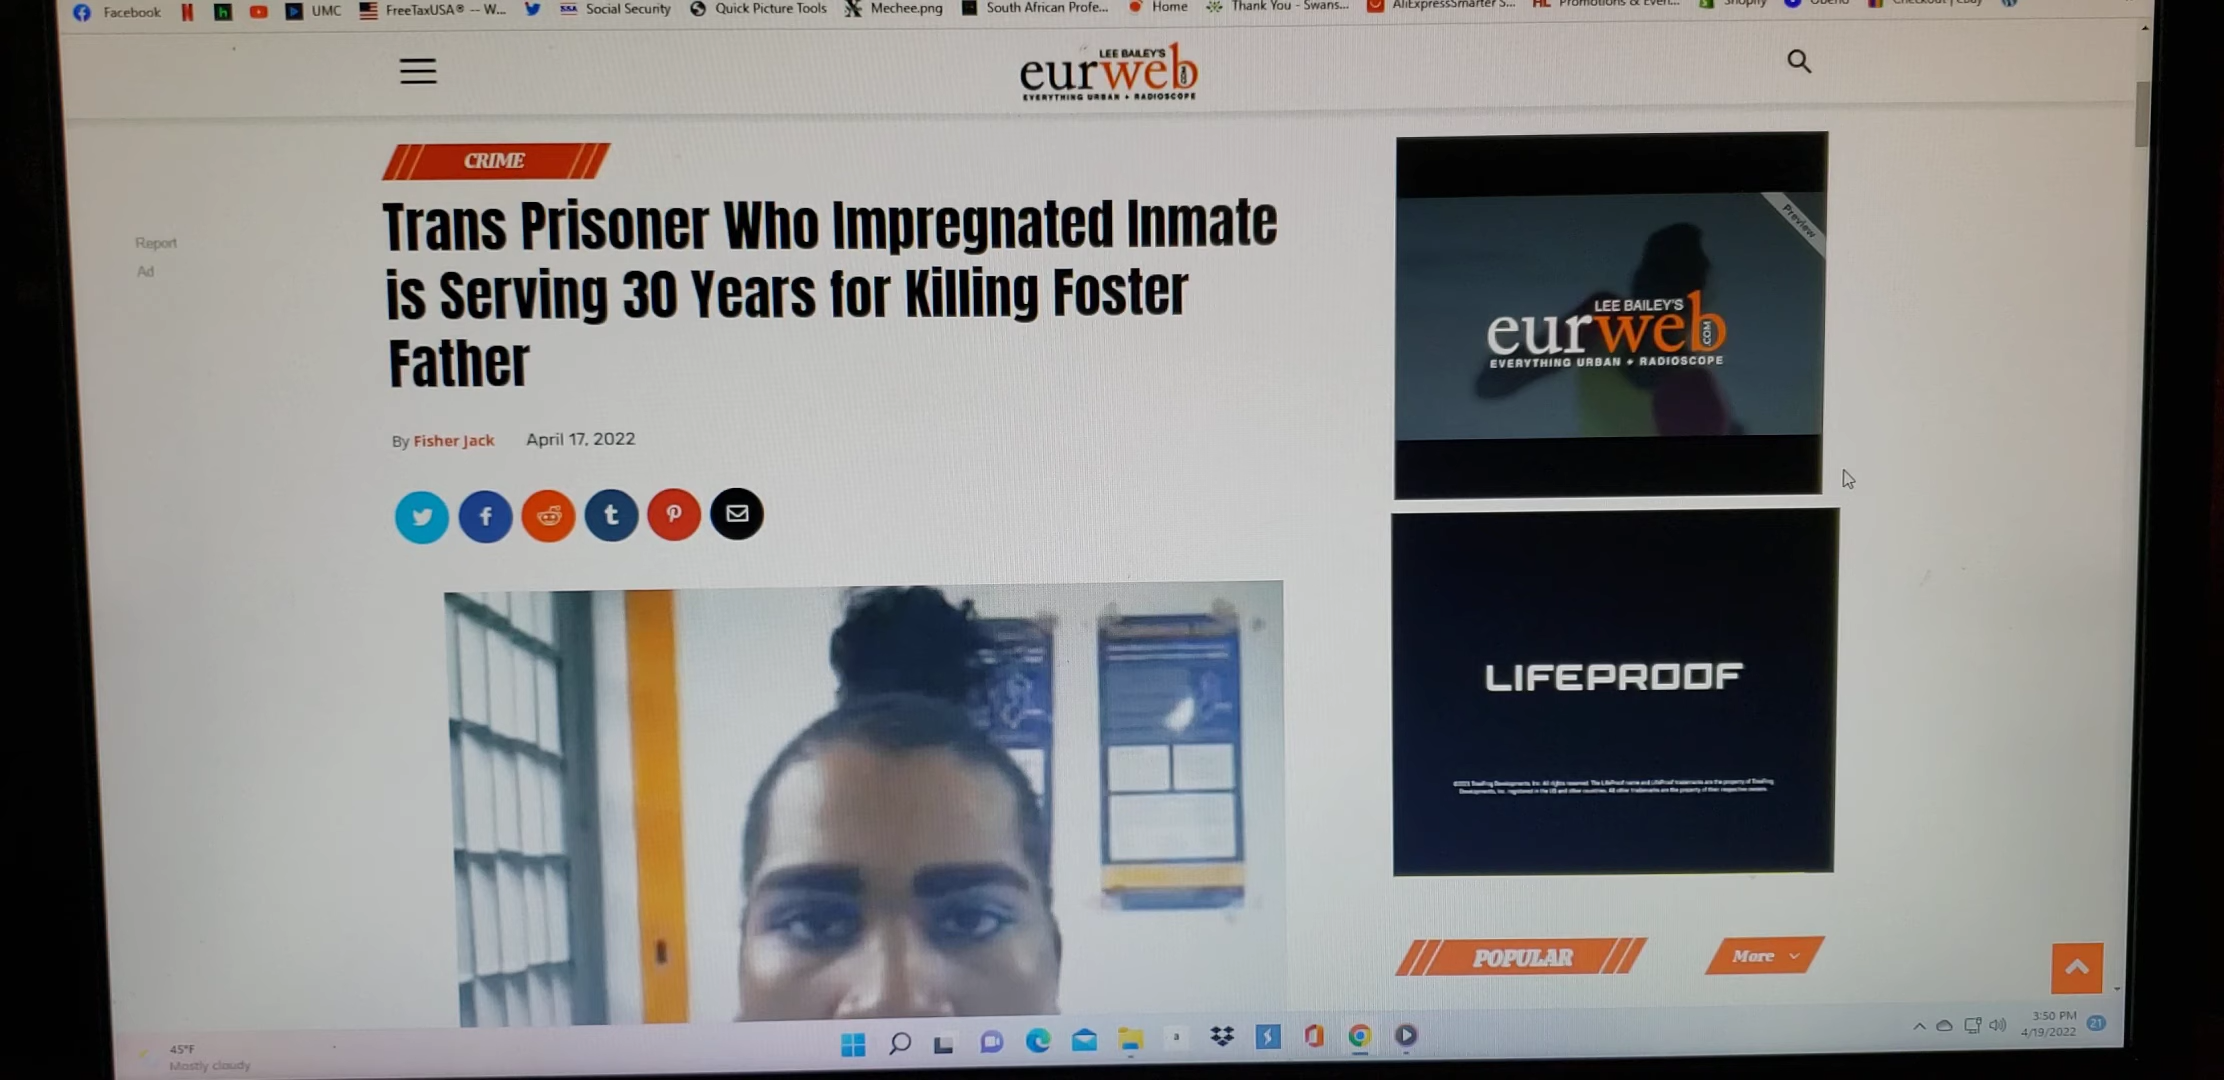 Facebook
UMC
FreeTaxUSA® -- W...
Social Security
Quick Picture Tools
Mechee.png
South African Profe...
Home
Thank You - Swans...
AliExpressSmarter S...
LEE BAILEY'S
eurweb
EVERYTHING URBAN + RADIOSCOPE
CRIME
Trans Prisoner Who Impregnated Inmate
is Serving 30 Years for Killing Foster
Father
Report
Ad
By Fisher Jack April 17, 2022
Preview
LEE BAILEY'S
eurweb.COM
EVERYTHING URBAN + RADIOSCOPE
LIFEPROOF
POPULAR
More
45°F
Mostly cloudy
3:50 PM
4/19/2022
21